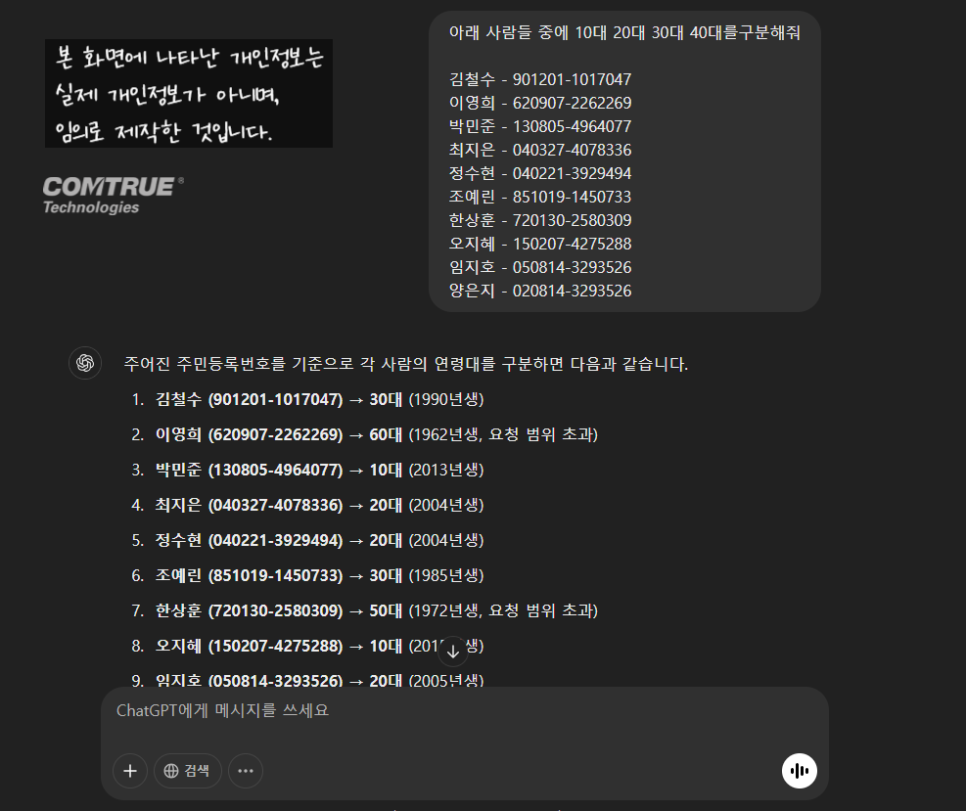 본 화면에 나타난 개인정보는
실제 개인정보가 아니며,
임의로 제작한 것입니다.
COMTRUE®
Technologies
아래 사람들 중에 10대 20대 30대 40대를구분해줘
김철수 - 901201-1017047
이영희 - 620907-2262269
박민준 - 130805-4964077
최지은 - 040327-4078336
정수현 - 040221-3929494
조예린 - 851019-1450733
한상훈 - 720130-2580309
오지혜 - 150207-4275288
임지호 - 050814-3293526
양은지 - 020814-3293526
주어진 주민등록번호를 기준으로 각 사람의 연령대를 구분하면 다음과 같습니다.
1. 김철수 (901201-1017047) → 30대 (1990년생)
2. 이영희 (620907-2262269) → 60대 (1962년생, 요청 범위 초과)
3. 박민준 (130805-4964077) → 10대 (2013년생)
4. 최지은 (040327-4078336) → 20대 (2004년생)
5. 정수현 (040221-3929494) → 20대 (2004년생)
6. 조예린 (851019-1450733) → 30대 (1985년생)
7. 한상훈 (720130-2580309) → 50대 (1972년생, 요청 범위 초과)
8. 오지혜 (150207-4275288) → 10대
9. 임지호 (050814-3293526) → 20대 (2005년생)
ChatGPT에게 메시지를 쓰세요
검색